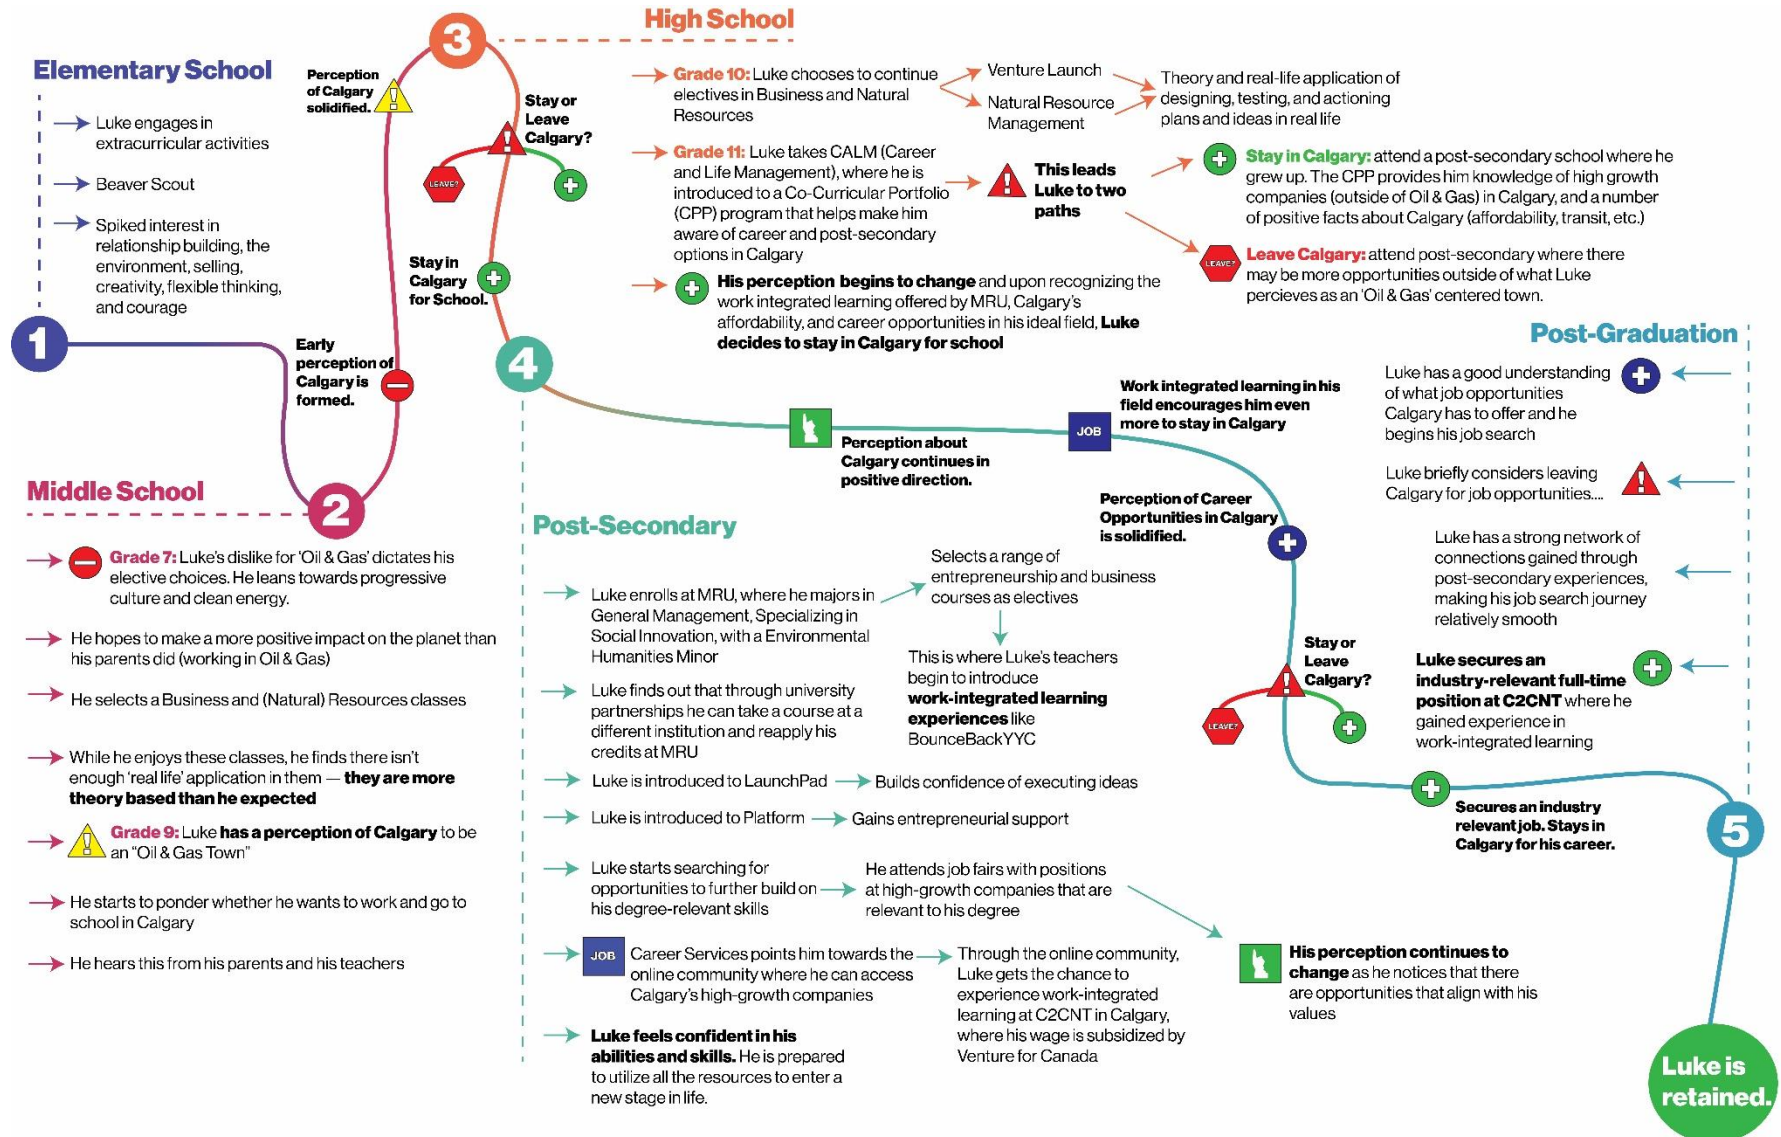 Elementary School
Luke engages in
extracurricular activities
Beaver Scout
Spiked interest in
relationship building, the
environment, selling,
creativity, flexible thinking,
and courage
1
Early
perception of
Calgary is
formed.
2
Middle School
Grade 7: Luke's dislike for 'Oil & Gas' dictates his
elective choices. He leans towards progressive
culture and clean energy.
He hopes to make a more positive impact on the planet than
his parents did (working in Oil & Gas)
He selects a Business and (Natural) Resources classes
While he enjoys these classes, he finds there isn't
enough 'real life' application in them — they are more
theory based than he expected
Grade 9: Luke has a perception of Calgary to be
an "Oil & Gas Town"
He starts to ponder whether he wants to work and go to
school in Calgary
He hears this from his parents and his teachers
Perception
of Calgary
solidified.
3
High School
Grade 10: Luke chooses to continue
electives in Business and Natural
Resources
Venture Launch
Natural Resource
Management
Theory and real-life application of
designing, testing, and actioning
plans and ideas in real life
Grade 11: Luke takes CALM (Career
and Life Management), where he is
introduced to a Co-Curricular Portfolio
(CPP) program that helps make him
aware of career and post-secondary
options in Calgary
This leads
Luke to two
paths
Stay in Calgary: attend a post-secondary school where he
grew up. The CPP provides him knowledge of high growth
companies (outside of Oil & Gas) in Calgary, and a number
of positive facts about Calgary (affordability, transit, etc.)
LEAVE?
Leave Calgary: attend post-secondary where there
may be more opportunities outside of what Luke
percieves as an 'Oil & Gas' centered town.
His perception begins to change and upon recognizing the
work integrated learning offered by MRU, Calgary's
affordability, and career opportunities in his ideal field, Luke
decides to stay in Calgary for school
Stay or
Leave
Calgary?
LEAVE?
Stay in
Calgary
for School.
4
Perception about
Calgary continues in
positive direction.
JOB
Work integrated learning in his
field encourages him even
more to stay in Calgary
Perception of Career
Opportunities in Calgary
is solidified.
Stay or
Leave
Calgary?
LEAVE?
Secures an industry
relevant job. Stays in
Calgary for his career.
Post-Secondary
Luke enrolls at MRU, where he majors in
General Management, Specializing in
Social Innovation, with a Environmental
Humanities Minor
Selects a range of
entrepreneurship and business
courses as electives
This is where Luke's teachers
begin to introduce
work-integrated learning
experiences like
BounceBackYYC
Luke finds out that through university
partnerships he can take a course at a
different institution and reapply his
credits at MRU
Luke is introduced to LaunchPad
Builds confidence of executing ideas
Luke is introduced to Platform
Gains entrepreneurial support
Luke starts searching for
opportunities to further build on
his degree-relevant skills
He attends job fairs with positions
at high-growth companies that are
relevant to his degree
His perception continues to
change as he notices that there
are opportunities that align with his
values
JOB
Career Services points him towards the
online community where he can access
Calgary's high-growth companies
Through the online community,
Luke gets the chance to
experience work-integrated
learning at C2CNT in Calgary,
where his wage is subsidized by
Venture for Canada
Luke feels confident in his
abilities and skills. He is prepared
to utilize all the resources to enter a
new stage in life.
Post-Graduation
Luke has a good understanding
of what job opportunities
Calgary has to offer and he
begins his job search
Luke briefly considers leaving
Calgary for job opportunities....
Luke has a strong network of
connections gained through
post-secondary experiences,
making his job search journey
relatively smooth
Luke secures an
industry-relevant full-time
position at C2CNT where he
gained experience in
work-integrated learning
5
Luke is
retained.